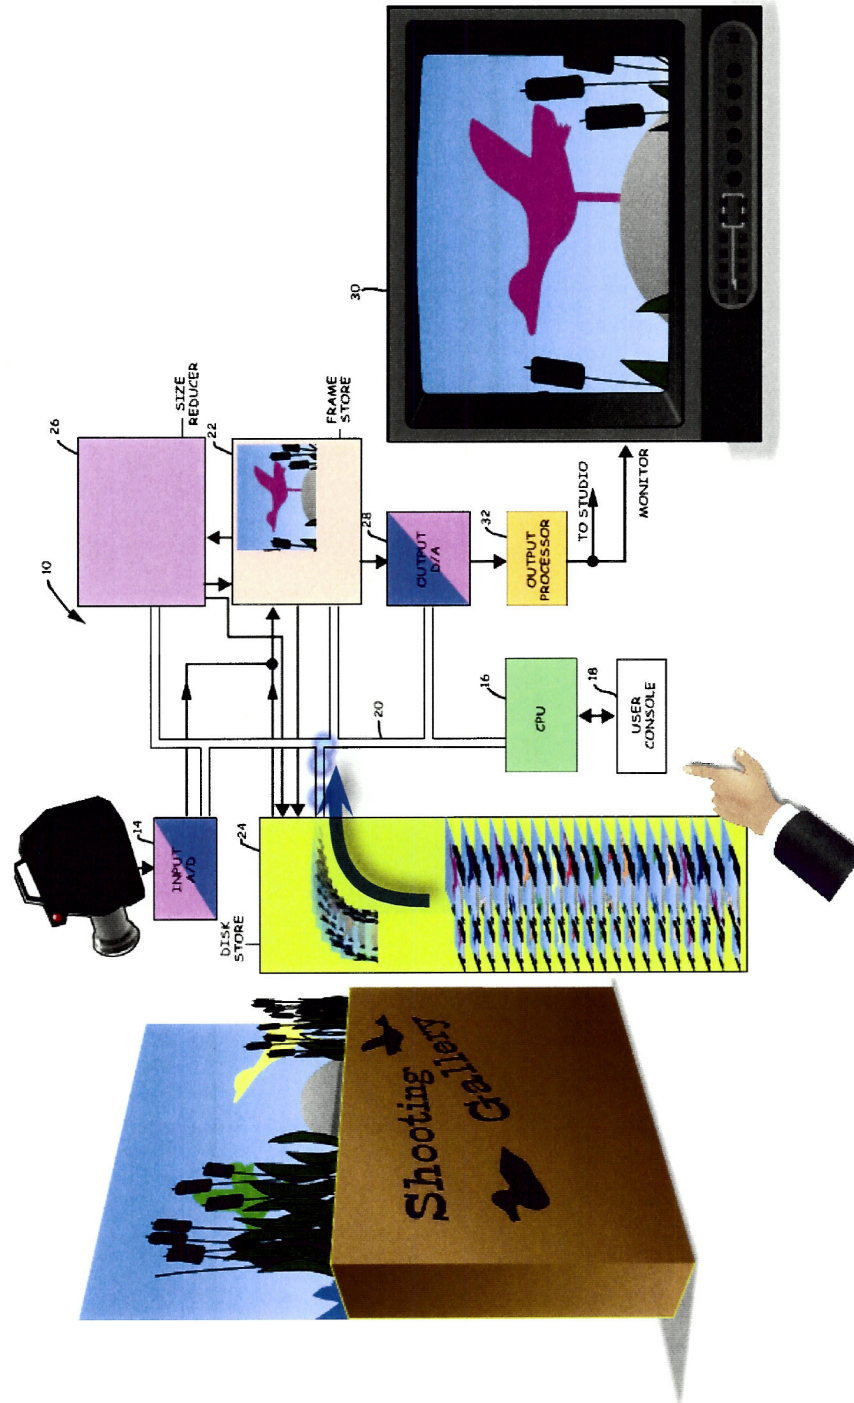 10
26
SIZE
REDUCER
22
FRAME
STORE
30
14
INPUT
A/D
28
OUTPUT
D/A
32
OUTPUT
PROCESSOR
TO STUDIO
MONITOR
20
16
CPU
18
USER
CONSOLE
24
DISK
STORE
Shooting
Gallery